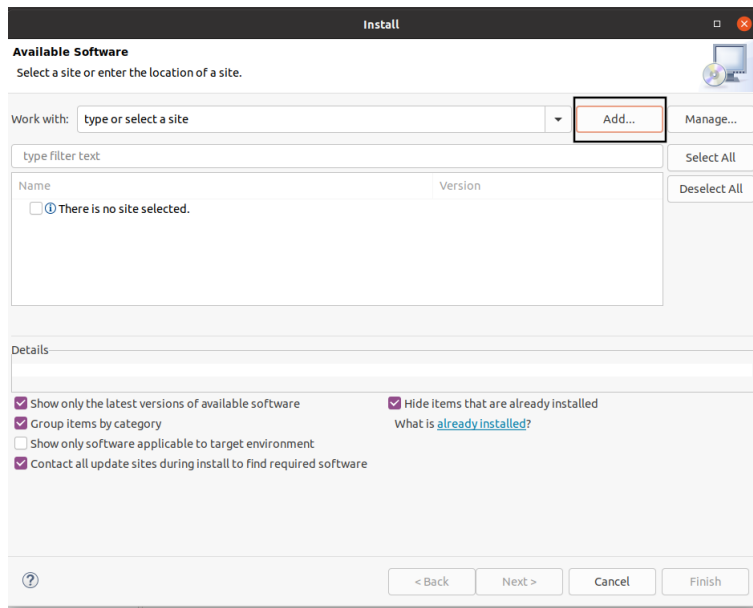 Install
Available Software
Select a site or enter the location of a site.
Work with: type or select a site Add... Manage...
type filter text Select All
Name Version Deselect All
There is no site selected.
Details
Show only the latest versions of available software Hide items that are already installed
Group items by category What is already installed?
Show only software applicable to target environment
Contact all update sites during install to find required software
? < Back Next > Cancel Finish